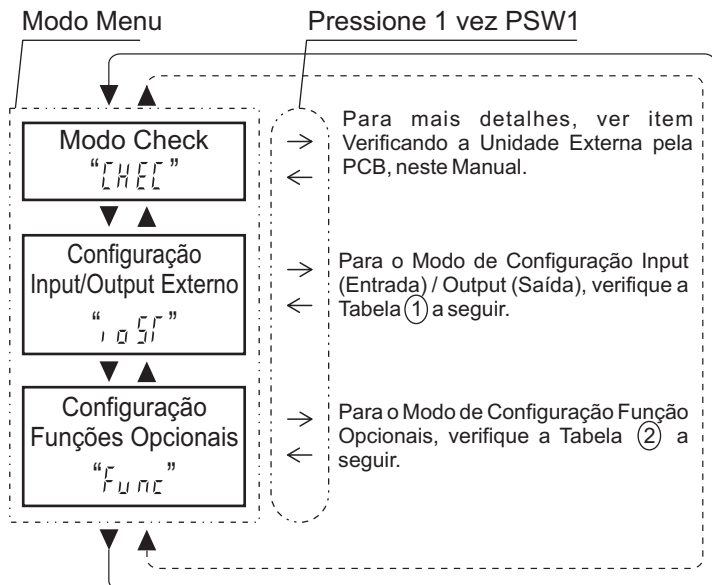 Modo Menu
Pressione 1 vez PSW1
Modo Check
“CHEC”
Para mais detalhes, ver item
Verificando a Unidade Externa pela
PCB, neste Manual.
Configuração
Input/Output Externo
“ioST”
Para o Modo de Configuração Input
(Entrada) / Output (Saída), verifique a
Tabela 1 a seguir.
Configuração
Funções Opcionais
“Func”
Para o Modo de Configuração Função
Opcionais, verifique a Tabela 2 a
seguir.